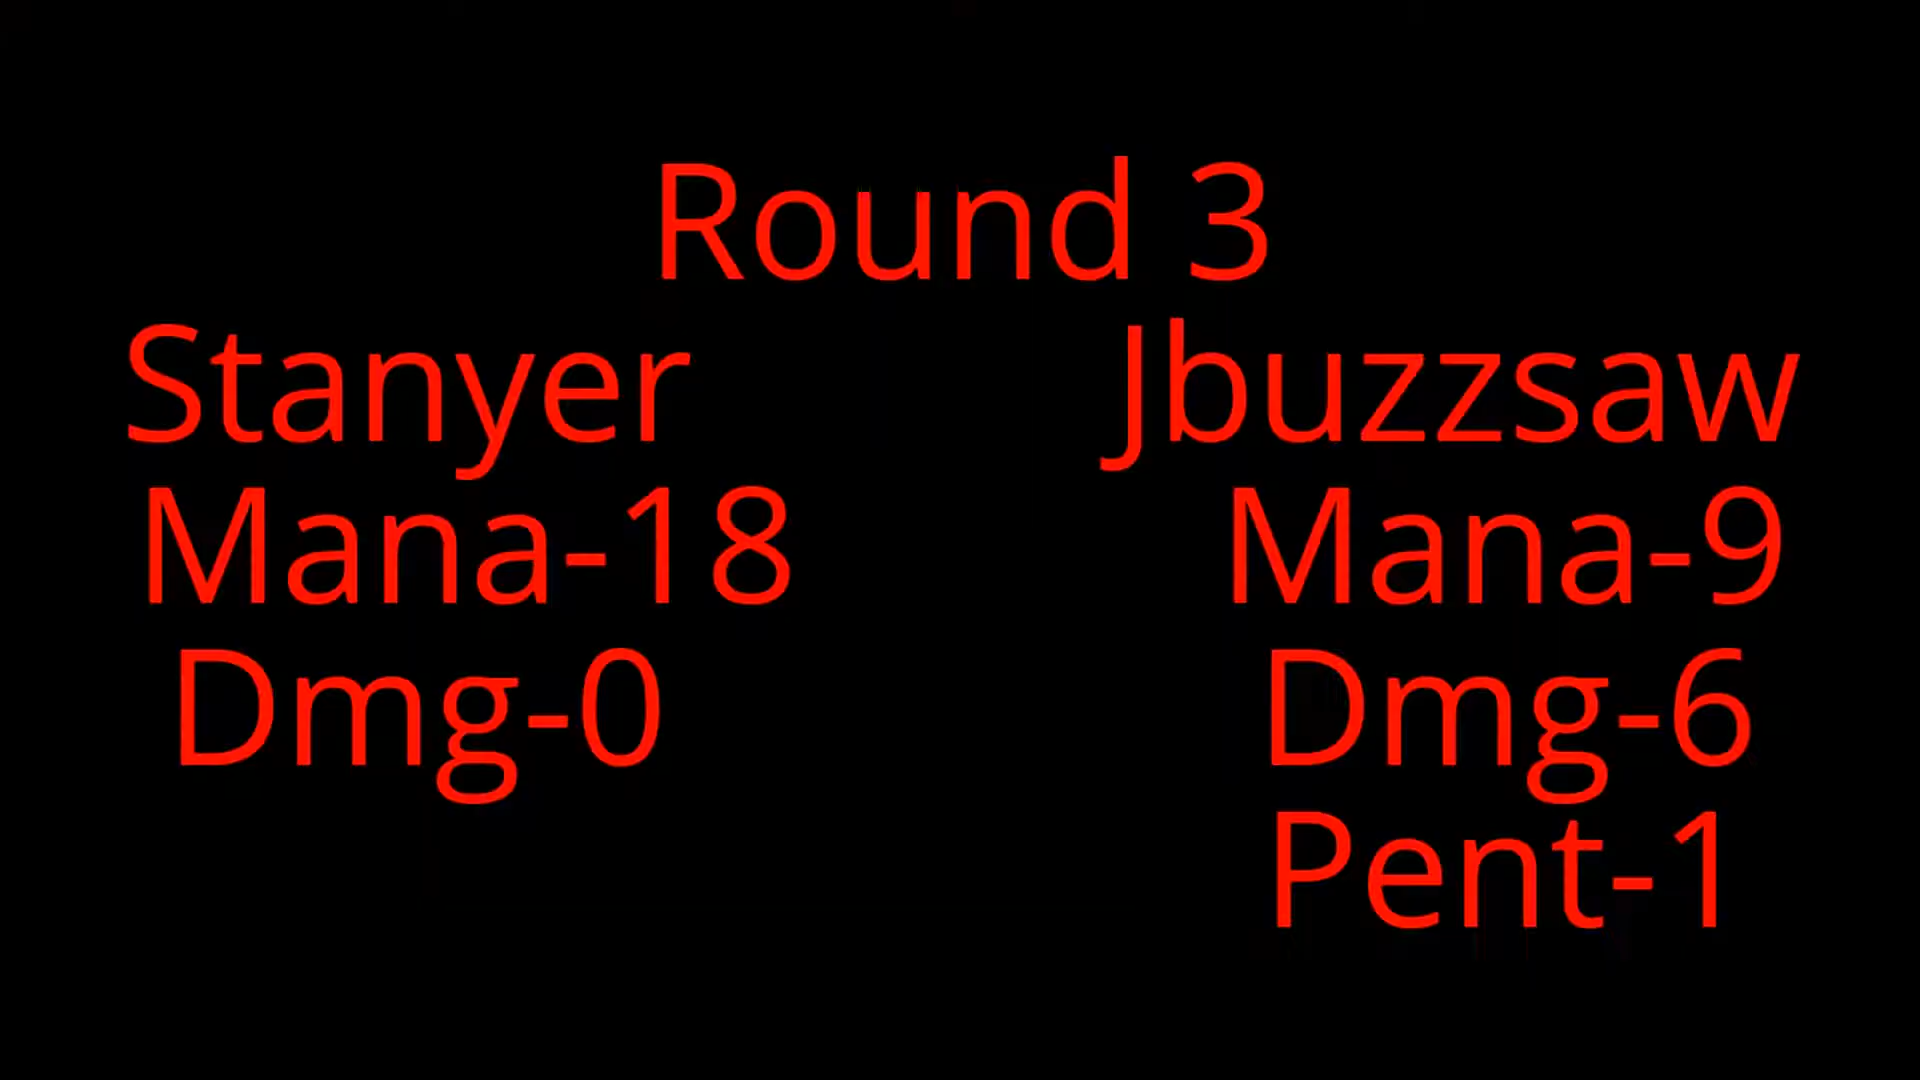 Round 3
Stanyer Jbuzzsaw
Mana-18 Mana-9
Dmg-0 Dmg-6
Pent-1